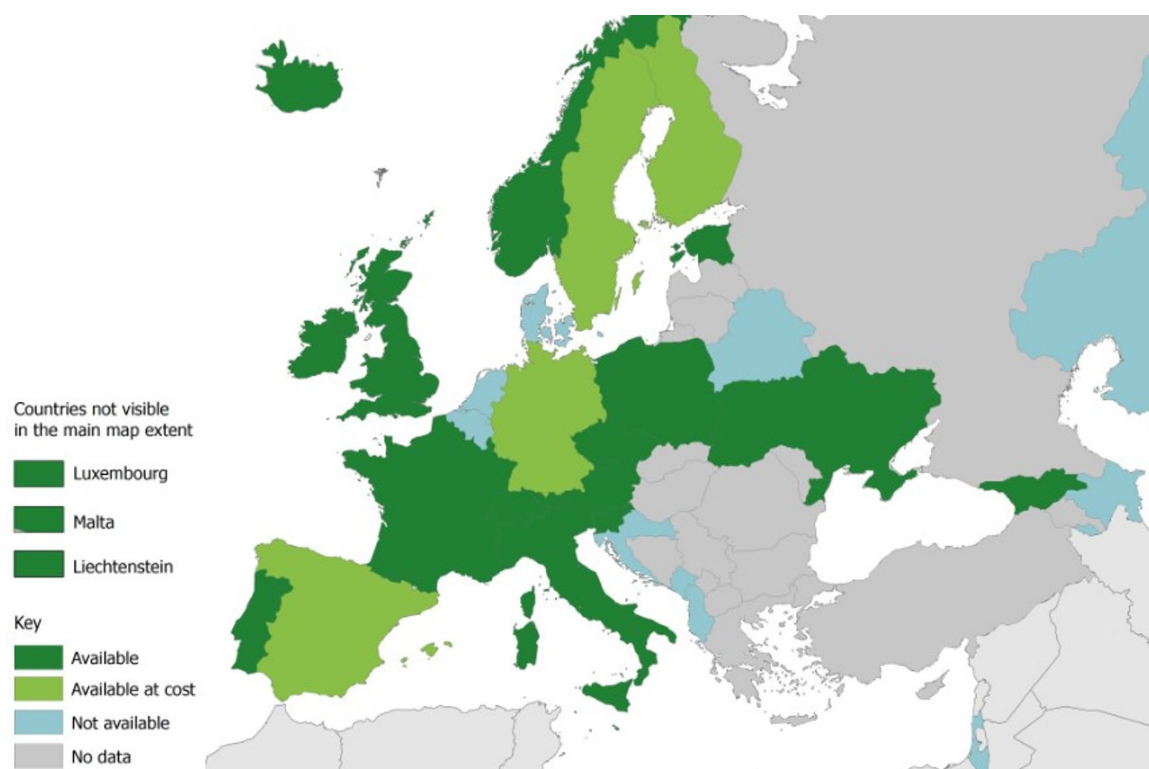 Countries not visible
in the main map extent
Luxembourg
Malta
Liechtenstein
Key
Available
Available at cost
Not available
No data